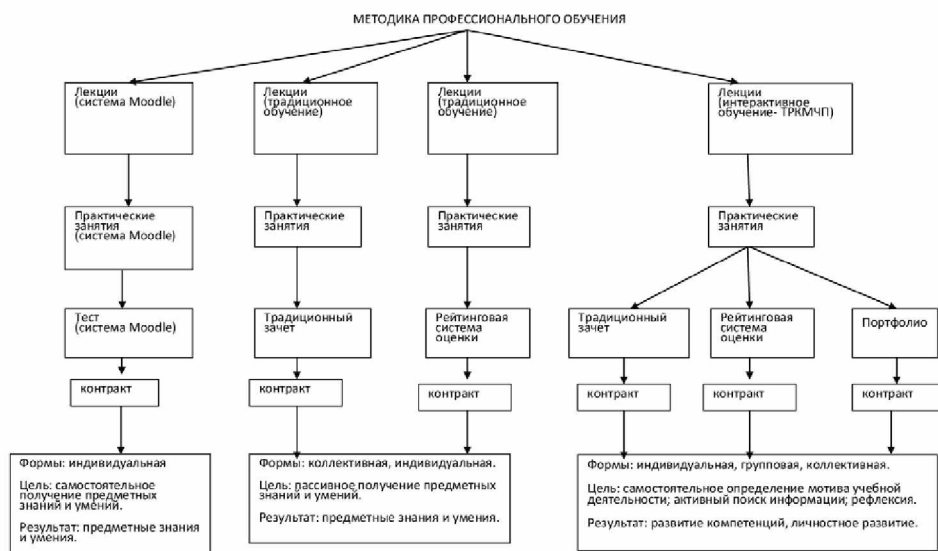 МЕТОДИКА ПРОФЕССИОНАЛЬНОГО ОБУЧЕНИЯ
Лекции
(система Moodle)
Лекции
(традиционое
обучение)
Лекции
(традиционое
обучение)
Лекции
(интерактивное
обучение- ТРКМЧП)
Практические
занятия
(система Moodle)
Практические
занятия
Практические
занятия
Практические
занятия
Тест
(система Moodle)
Традиционный
зачет
Рейтинговая
система
оценки
Традиционный
зачет
Рейтинговая
система
оценки
Портфолио
контракт
контракт
контракт
контракт
контракт
контракт
Формы: индивидуальная
Цель: самостоятельное
получение предметных
знаний и умений.
Результат: предметные знания
и умения.
Формы: коллективная, индивидуальная.
Цель: пассивное получение предметных
знаний и умений.
Результат: предметные знания и умения.
Формы: индивидуальная, групповая, коллективная.
Цель: самостоятельное определение мотива учебной
деятельности; активный поиск информации; рефлексия.
Результат: развитие компетенций, личностное развитие.